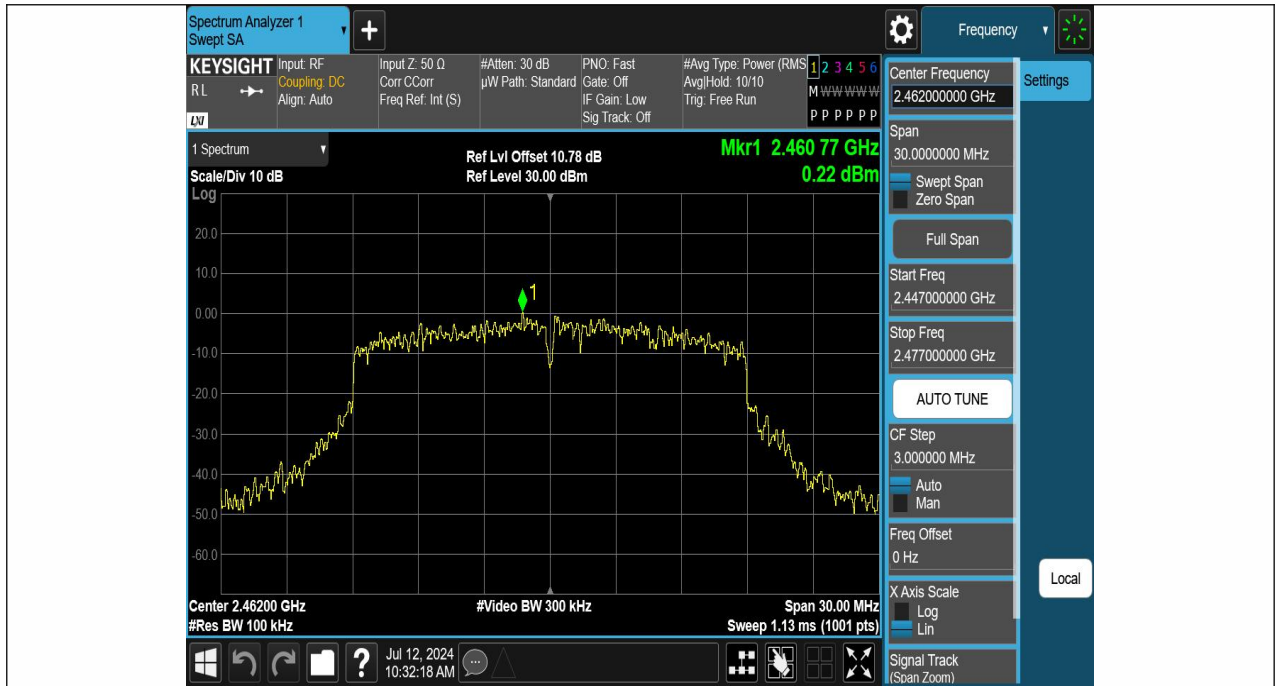 Spectrum Analyzer 1
Swept SA
+
Frequency
KEYSIGHT
RL
LXI
Input: RF
Coupling: DC
Align: Auto
Input Z: 50 Ω
Corr CCorr
Freq Ref: Int (S)
#Atten: 30 dB
µW Path: Standard
PNO: Fast
Gate: Off
IF Gain: Low
Sig Track: Off
#Avg Type: Power (RMS
Avg|Hold: 10/10
Trig: Free Run
1 2 3 4 5 6
M W W W W W
P P P P P P
1 Spectrum
Scale/Div 10 dB
Log
Ref Lvl Offset 10.78 dB
Ref Level 30.00 dBm
Mkr1 2.460 77 GHz
0.22 dBm
1
20.0
10.0
0.00
-10.0
-20.0
-30.0
-40.0
-50.0
-60.0
Center 2.46200 GHz
#Res BW 100 kHz
#Video BW 300 kHz
Span 30.00 MHz
Sweep 1.13 ms (1001 pts)
Center Frequency
2.462000000 GHz
Span
30.0000000 MHz
Swept Span
Zero Span
Full Span
Start Freq
2.447000000 GHz
Stop Freq
2.477000000 GHz
AUTO TUNE
CF Step
3.000000 MHz
Auto
Man
Freq Offset
0 Hz
X Axis Scale
Log
Lin
Signal Track
(Span Zoom)
Settings
Local
?
Jul 12, 2024
10:32:18 AM